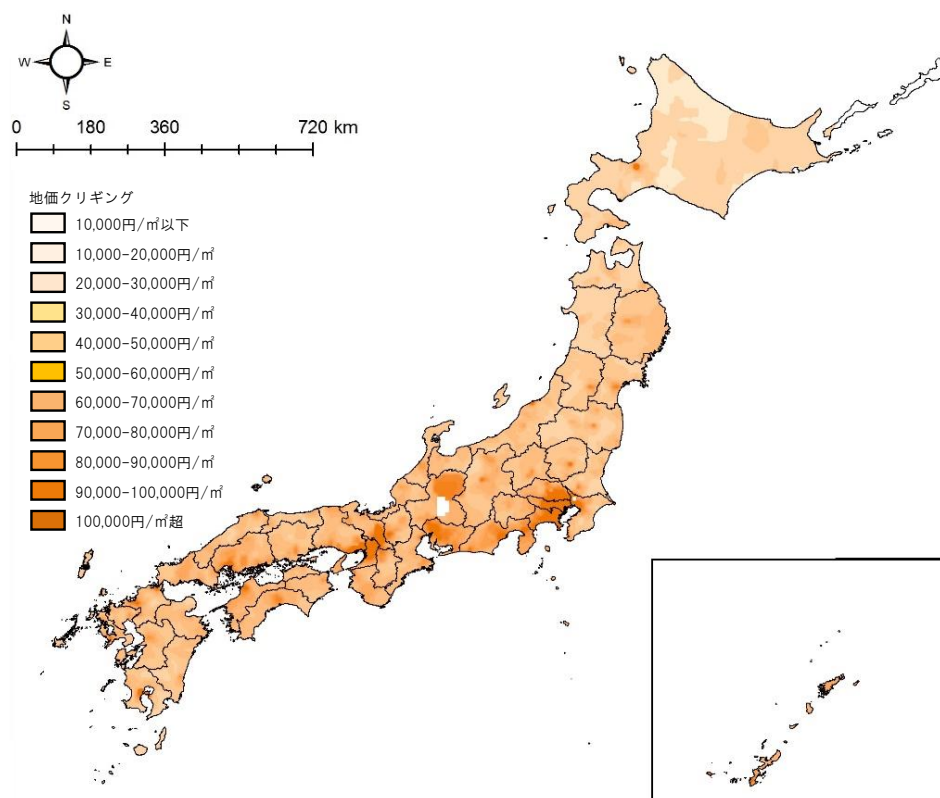 N
W E
S
0 180 360 720 km
地価クリギング
10,000円/㎡以下
10,000-20,000円/㎡
20,000-30,000円/㎡
30,000-40,000円/㎡
40,000-50,000円/㎡
50,000-60,000円/㎡
60,000-70,000円/㎡
70,000-80,000円/㎡
80,000-90,000円/㎡
90,000-100,000円/㎡
100,000円/㎡超